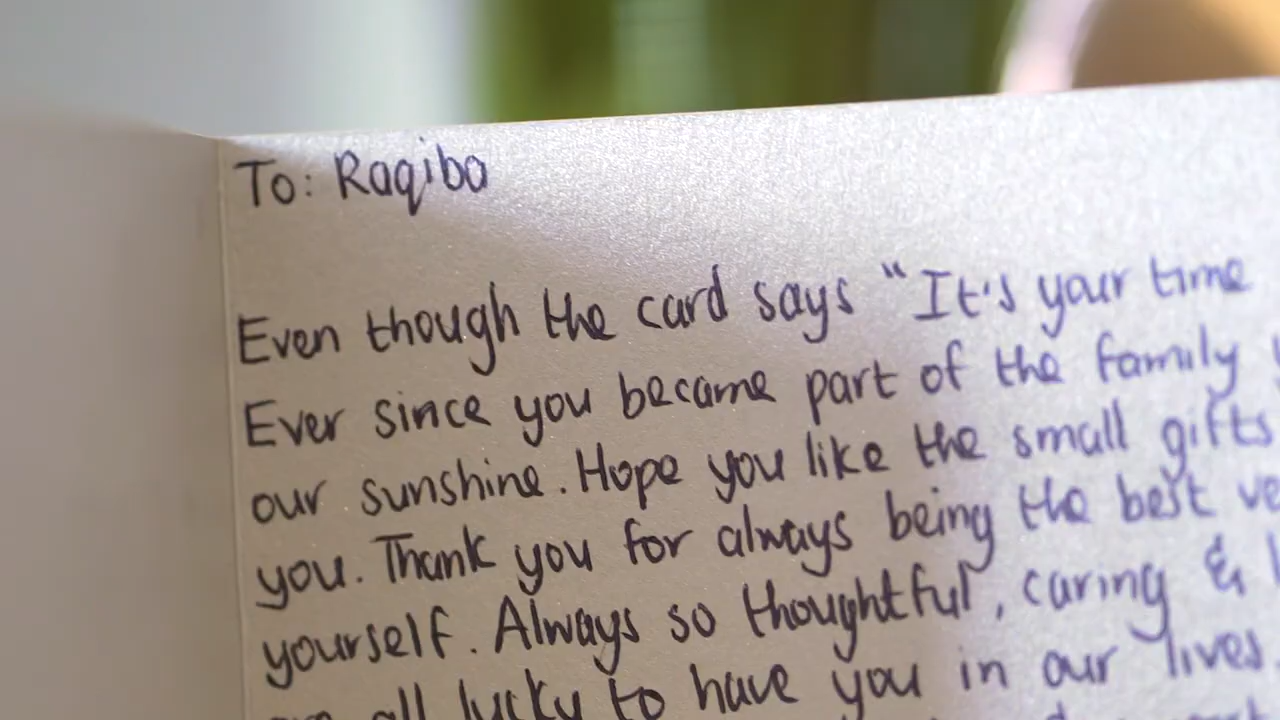 To: Raqiba
Even though the card says "It's your time
Ever since you became part of the family
our sunshine. Hope you like the small gifts
you. Thank you for always being the best
yourself. Always so thoughtful, caring &
all lucky to have you in our lives.